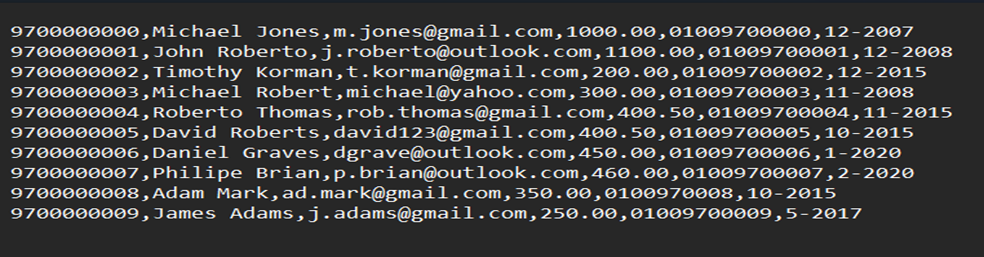 9700000000,Michael Jones,m.jones@gmail.com,1000.00,01009700000,12-2007
9700000001,John Roberto,j.roberto@outlook.com,1100.00,01009700001,12-2008
9700000002,Timothy Korman,t.korman@gmail.com,200.00,01009700002,12-2015
9700000003,Michael Robert,michael@yahoo.com,300.00,01009700003,11-2008
9700000004,Roberto Thomas,rob.thomas@gmail.com,400.50,01009700004,11-2015
9700000005,David Roberts,david123@gmail.com,400.50,01009700005,10-2015
9700000006,Daniel Graves,dgrave@outlook.com,450.00,01009700006,1-2020
9700000007,Philipe Brian,p.brian@outlook.com,460.00,01009700007,2-2020
9700000008,Adam Mark,ad.mark@gmail.com,350.00,0100970008,10-2015
9700000009,James Adams,j.adams@gmail.com,250.00,01009700009,5-2017